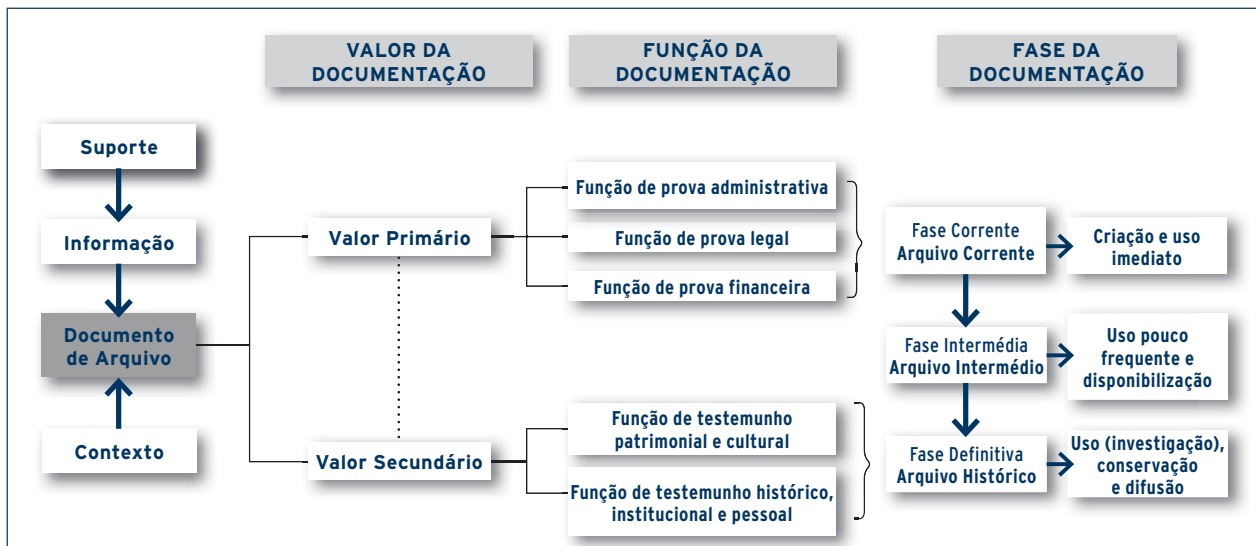 VALOR DA
DOCUMENTAÇÃO
FUNÇÃO DA
DOCUMENTAÇÃO
FASE DA
DOCUMENTAÇÃO
Suporte
Informação
Documento
de Arquivo
Contexto
Valor Primário
Valor Secundário
Função de prova administrativa
Função de prova legal
Função de prova financeira
Função de testemunho
patrimonial e cultural
Função de testemunho histórico,
institucional e pessoal
Fase Corrente
Arquivo Corrente
Criação e uso
imediato
Fase Intermédia
Arquivo Intermédio
Uso pouco
frequente e
disponibilização
Fase Definitiva
Arquivo Histórico
Uso (investigação),
conservação
e difusão